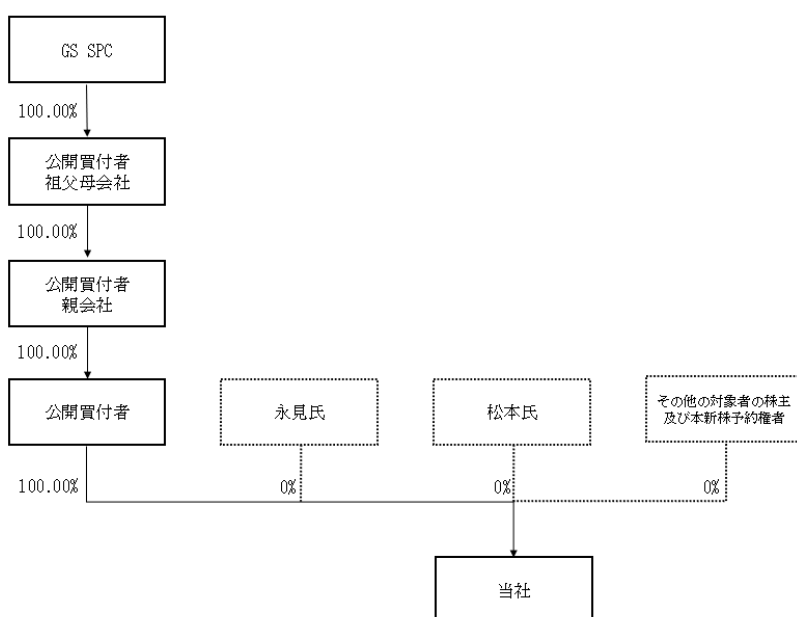 GS SPC
100.00%
公開買付者
祖父母会社
100.00%
公開買付者
親会社
100.00%
公開買付者
永見氏
松本氏
その他の対象者の株主
及び本新株予約権者
100.00%
0%
0%
0%
当社